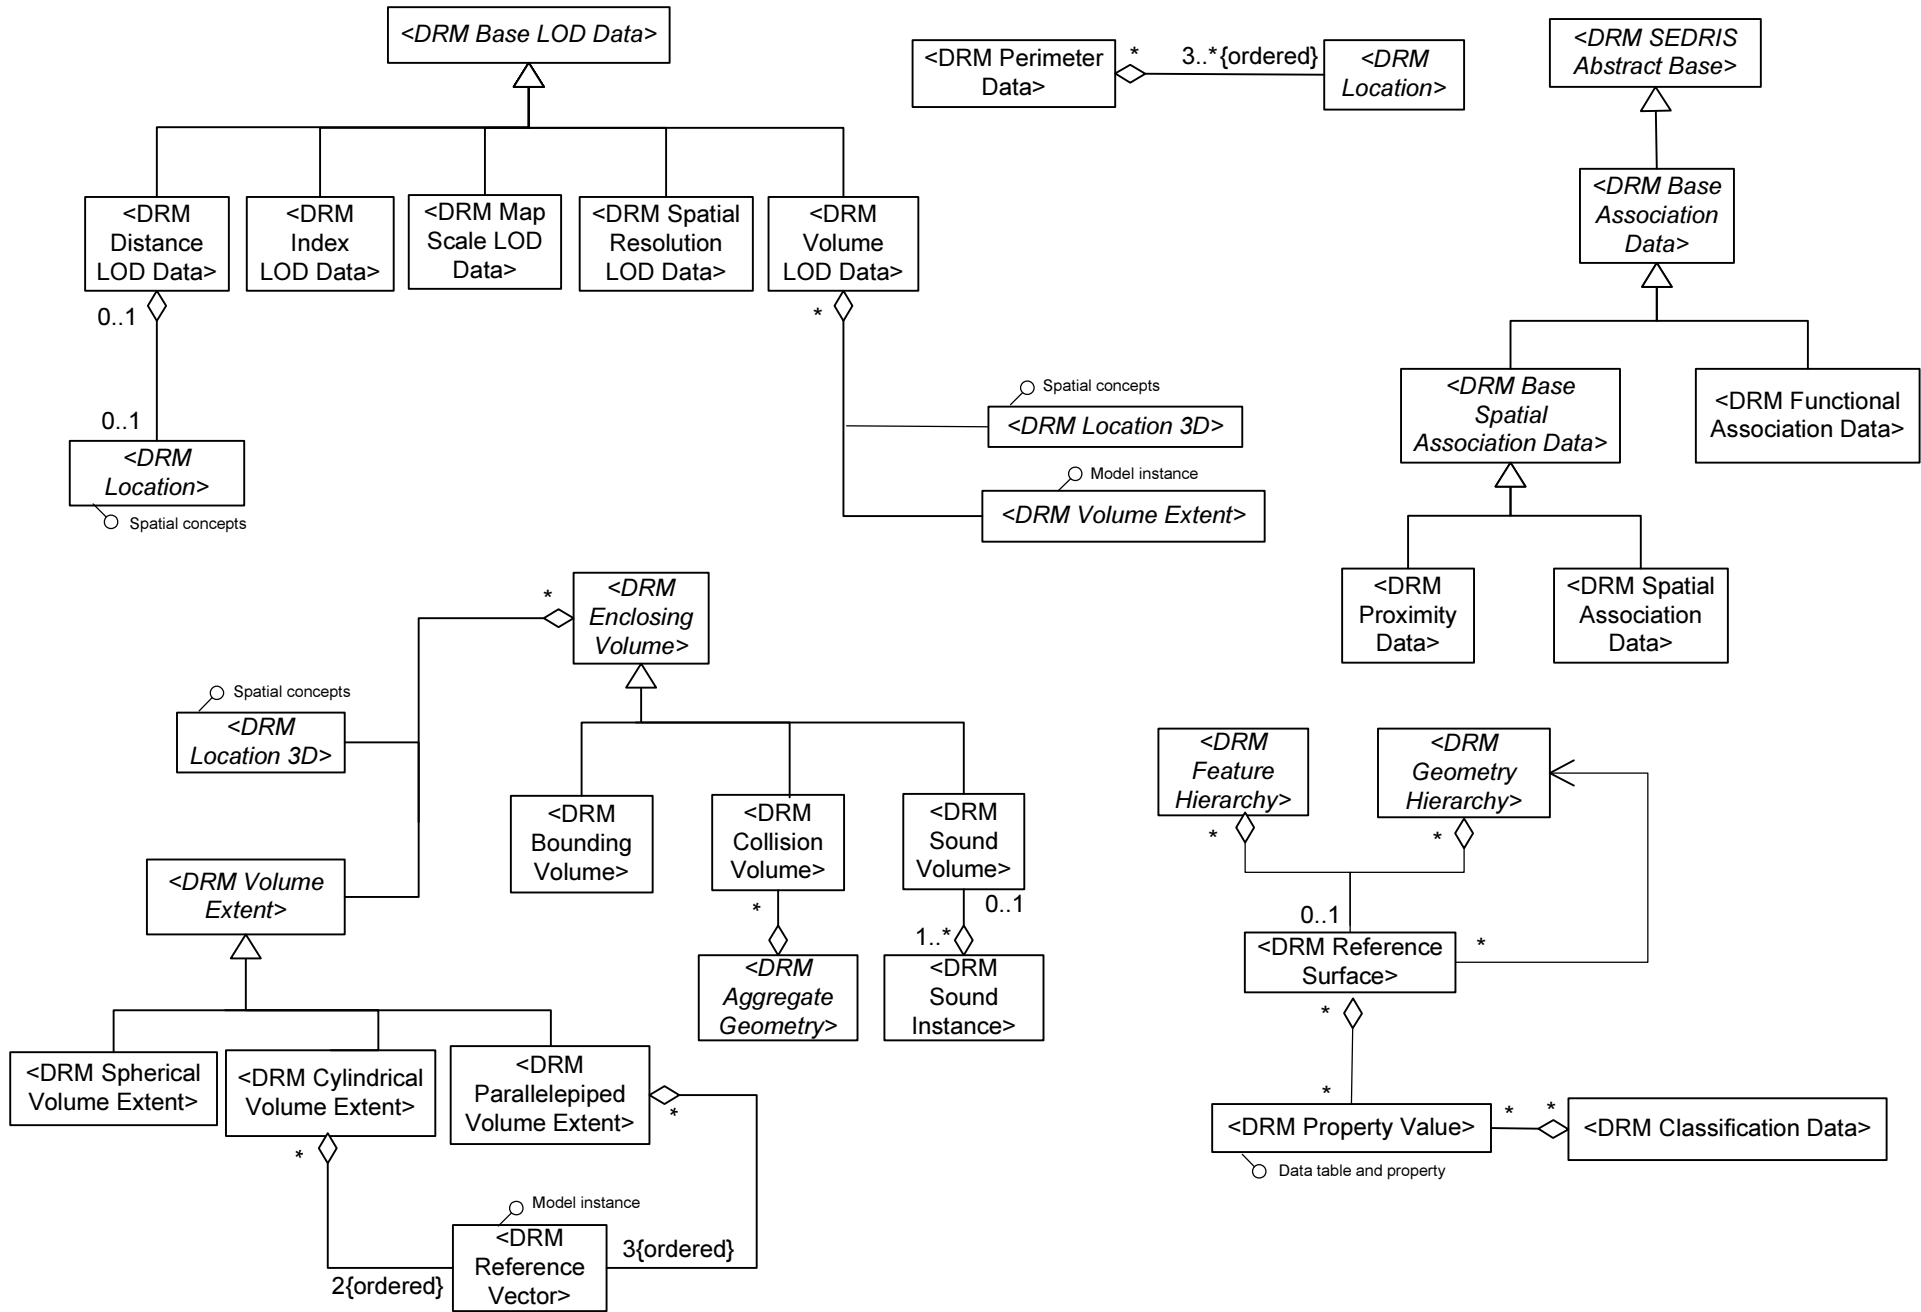 <DRM Base LOD Data>
<DRM
Distance
LOD Data>
<DRM
Index
LOD Data>
<DRM Map
Scale LOD
Data>
<DRM Spatial
Resolution
LOD Data>
<DRM
Volume
LOD Data>
0..1
0..1
<DRM
Location>
Spatial concepts
*
Spatial concepts
<DRM Location 3D>
Model instance
<DRM Volume Extent>
<DRM Perimeter
Data>
*
3..*{ordered}
<DRM
Location>
<DRM SEDRIS
Abstract Base>
<DRM Base
Association
Data>
<DRM Base
Spatial
Association Data>
<DRM Functional
Association Data>
<DRM
Proximity
Data>
<DRM Spatial
Association
Data>
*
<DRM
Enclosing
Volume>
Spatial concepts
<DRM
Location 3D>
<DRM
Bounding
Volume>
<DRM
Collision
Volume>
<DRM
Sound
Volume>
*
0..1
1..*
<DRM
Aggregate
Geometry>
<DRM
Sound
Instance>
<DRM Volume
Extent>
<DRM Spherical
Volume Extent>
<DRM Cylindrical
Volume Extent>
<DRM
Parallelepiped
Volume Extent>
*
*
Model instance
<DRM
Reference
Vector>
2{ordered}
3{ordered}
<DRM
Feature
Hierarchy>
<DRM
Geometry
Hierarchy>
*
*
0..1
<DRM Reference
Surface>
*
*
*
<DRM Property Value>
*
*
<DRM Classification Data>
Data table and property